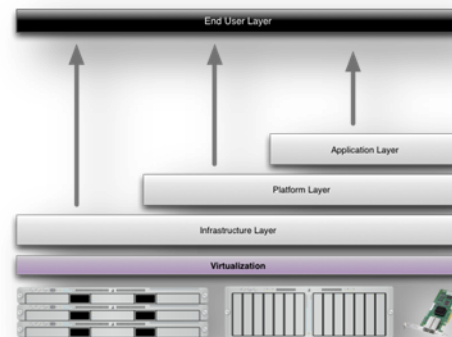 End User Layer
Application Layer
Platform Layer
Infrastructure Layer
Virtualization